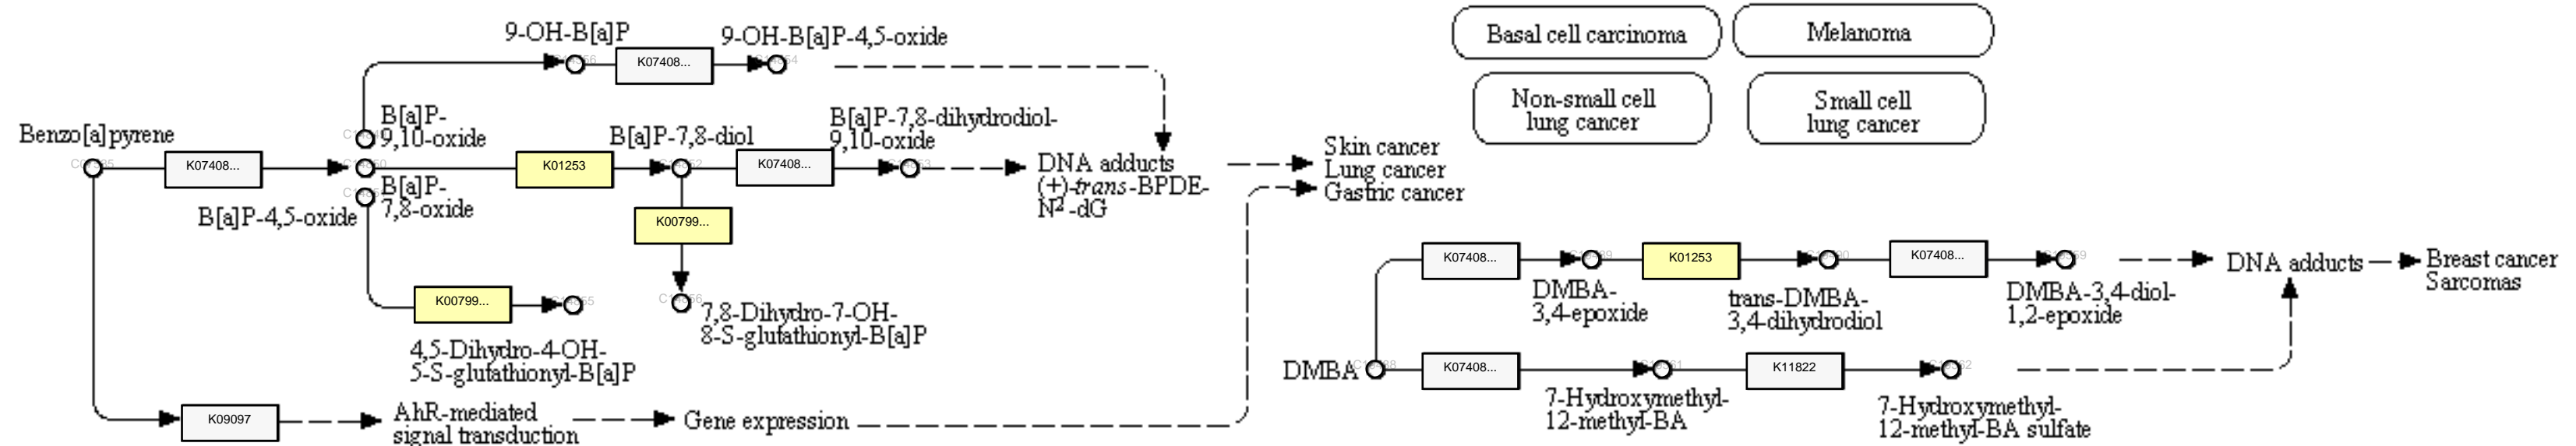 9-OH-B[a]P
9-OH-B[a]P-4,5-oxide
K07408...
Basal cell carcinoma
Melanoma
Non-small cell
lung cancer
Small cell
lung cancer
Benzo[a]pyrene
K07408...
B[a]P-
9,10-oxide
B[a]P-7,8-diol
B[a]P-7,8-dihydrodiol-
9,10-oxide
K01253
K07408...
DNA adducts
(+)-trans-BPDE-
N² -dG
Skin cancer
Lung cancer
Gastric cancer
B[a]P-
7,8-oxide
B[a]P-4,5-oxide
K00799...
K00799...
7,8-Dihydro-7-OH-
8-S-glutathionyl-B[a]P
4,5-Dihydro-4-OH-
5-S-glutathionyl-B[a]P
K09097
AhR-mediated
signal transduction
Gene expression
K07408...
K01253
K07408...
DMBA-
3,4-epoxide
trans-DMBA-
3,4-dihydrodiol
DMBA-3,4-diol-
1,2-epoxide
DNA adducts
Breast cancer
Sarcomas
DMBA
K07408...
K11822
7-Hydroxymethyl-
12-methyl-BA
7-Hydroxymethyl-
12-methyl-BA sulfate